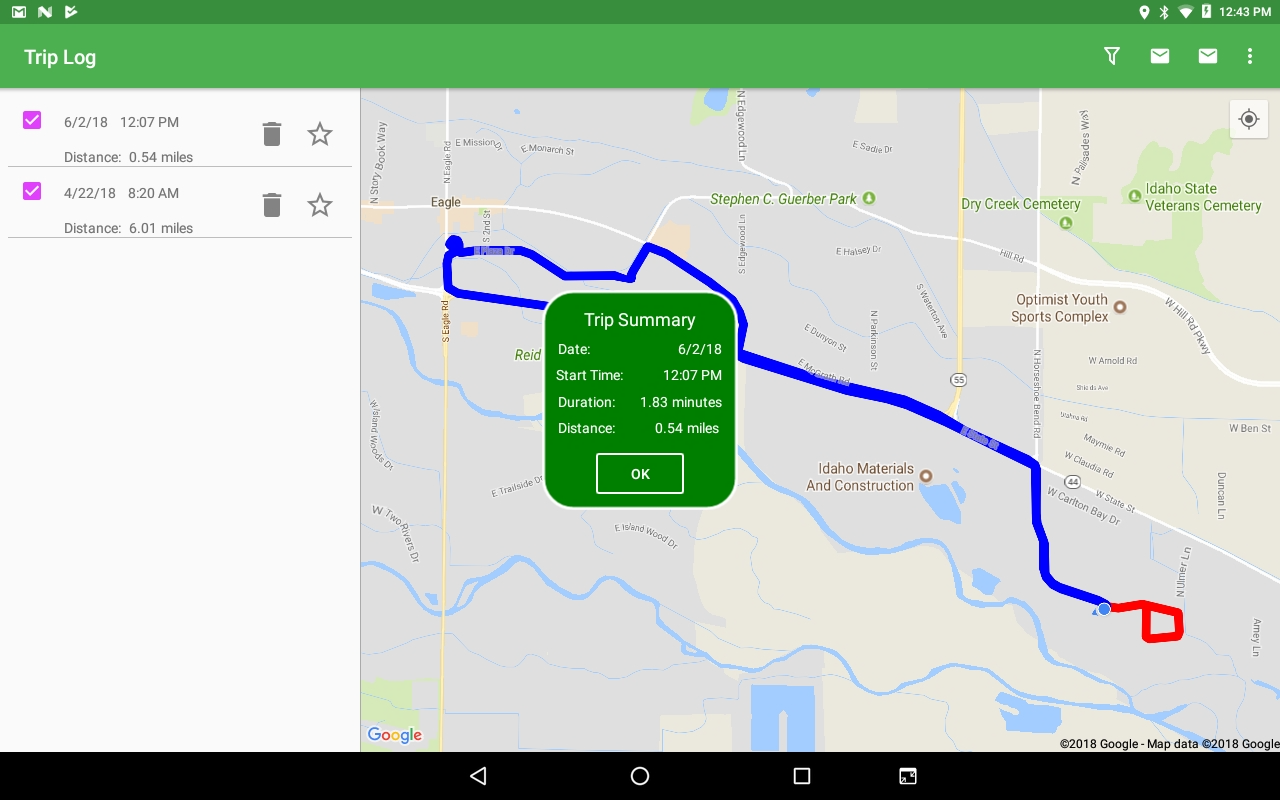 12:43 PM
Trip Log
6/2/18 12:07 PM
Distance: 0.54 miles
4/22/18 8:20 AM
Distance: 6.01 miles
N Story Book Way
N Eagle Rd
E Mission Dr
E Monarch St
N Edgewood Ln
E Sadie Dr
N Palisades Way
Eagle
S 2nd St
Stephen C. Guerber Park
Dry Creek Cemetery
Idaho State
Veterans Cemetery
S Edgewood Ln
E Halsey Dr
Hill Rd
S Eagle Rd
S Waterton Ave
Optimist Youth
Sports Complex
W Hill Rd Pkwy
Reid
E Dunyon St
N Parkinson St
E McGrath Rd
N Horseshoe Bend Rd
W Arnold Rd
55
Shields Ave
Trip Summary
Date: 6/2/18
Start Time: 12:07 PM
Duration: 1.83 minutes
Distance: 0.54 miles
OK
W Island Woods Dr
W Ben St
Maymie Rd
W Claudia Rd
Idaho Materials
And Construction
44
W State St
W Carlton Bay Dr
Duncan Ln
E Trailside Dr
W Two Rivers Dr
E Island Wood Dr
N Ulmer Ln
Arney Ln
Google
©2018 Google - Map data ©2018 Google